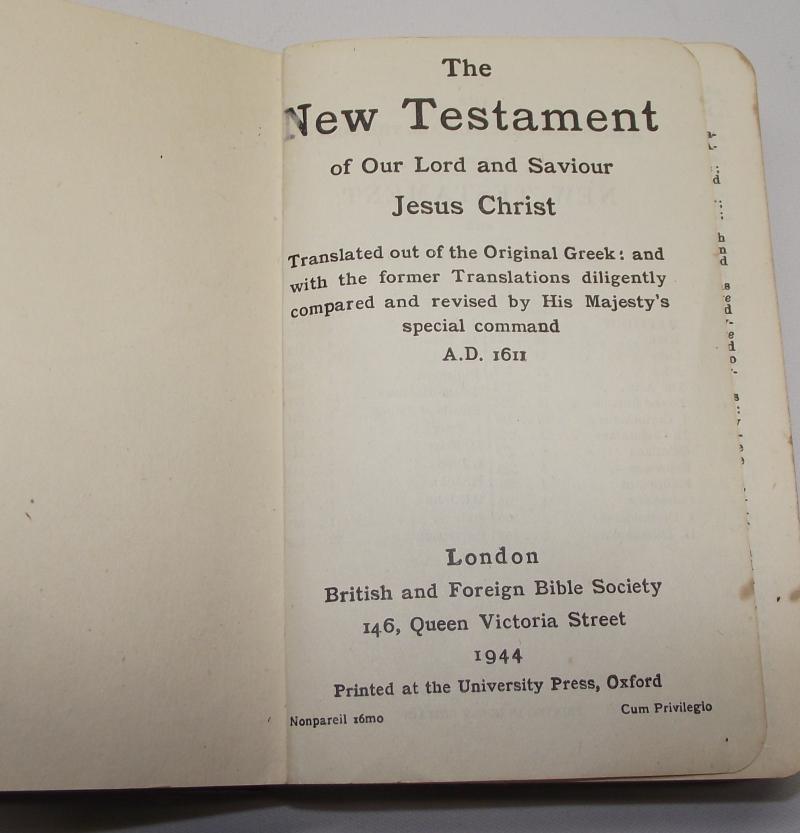 The
New Testament
of Our Lord and Saviour
Jesus Christ
Translated out of the Original Greek: and
with the former Translations diligently
compared and revised by His Majesty's
special command
A.D. 1611
London
British and Foreign Bible Society
146, Queen Victoria Street
1944
Printed at the University Press, Oxford
Nonpareil 16mo
Cum Privilegio